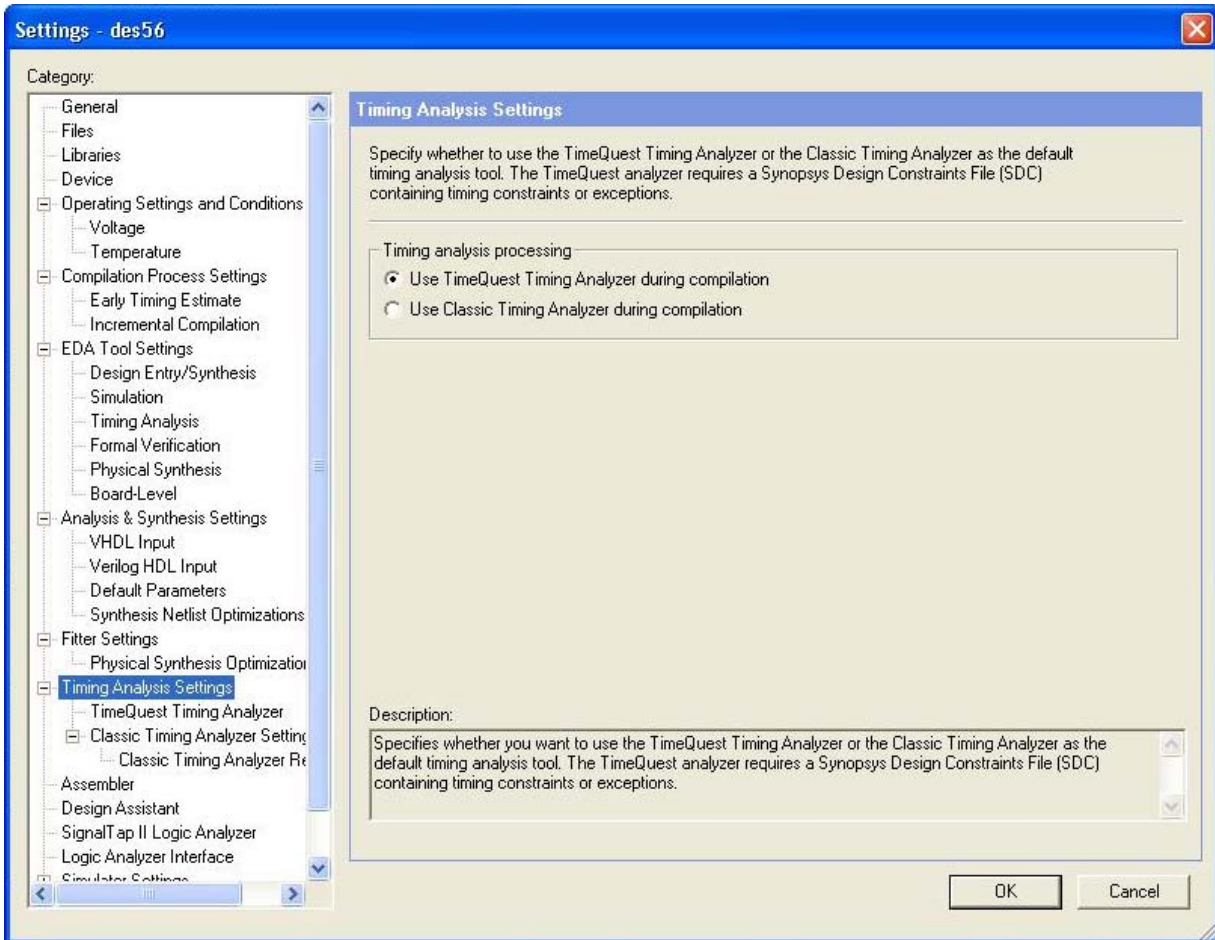 Settings - des56
Category:
General
Files
Libraries
Device
Operating Settings and Conditions
Voltage
Temperature
Compilation Process Settings
Early Timing Estimate
Incremental Compilation
EDA Tool Settings
Design Entry/Synthesis
Simulation
Timing Analysis
Formal Verification
Physical Synthesis
Board-Level
Analysis & Synthesis Settings
VHDL Input
Verilog HDL Input
Default Parameters
Synthesis Netlist Optimizations
Fitter Settings
Physical Synthesis Optimization
Timing Analysis Settings
TimeQuest Timing Analyzer
Classic Timing Analyzer Setting
Classic Timing Analyzer Re
Assembler
Design Assistant
SignalTap II Logic Analyzer
Logic Analyzer Interface
Simulator Settings
Timing Analysis Settings
Specify whether to use the TimeQuest Timing Analyzer or the Classic Timing Analyzer as the default
timing analysis tool. The TimeQuest analyzer requires a Synopsys Design Constraints File (SDC)
containing timing constraints or exceptions.
Timing analysis processing
Use TimeQuest Timing Analyzer during compilation
Use Classic Timing Analyzer during compilation
Description:
Specifies whether you want to use the TimeQuest Timing Analyzer or the Classic Timing Analyzer as the
default timing analysis tool. The TimeQuest analyzer requires a Synopsys Design Constraints File (SDC)
containing timing constraints or exceptions.
OK
Cancel